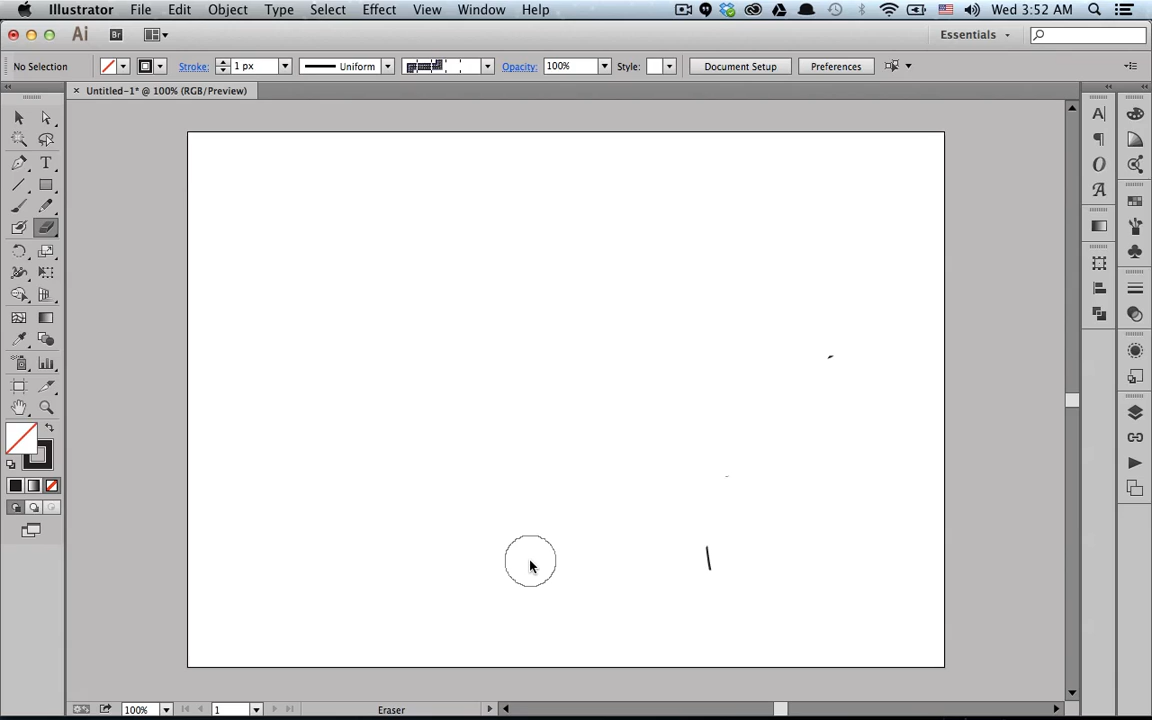 Illustrator File Edit Object Type Select Effect View Window Help Wed 3:52 AM
Ai Br Essentials
No Selection Stroke: 1 px Uniform Opacity: 100% Style: Document Setup Preferences
× Untitled-1* @ 100% (RGB/Preview)
100% 1 Eraser